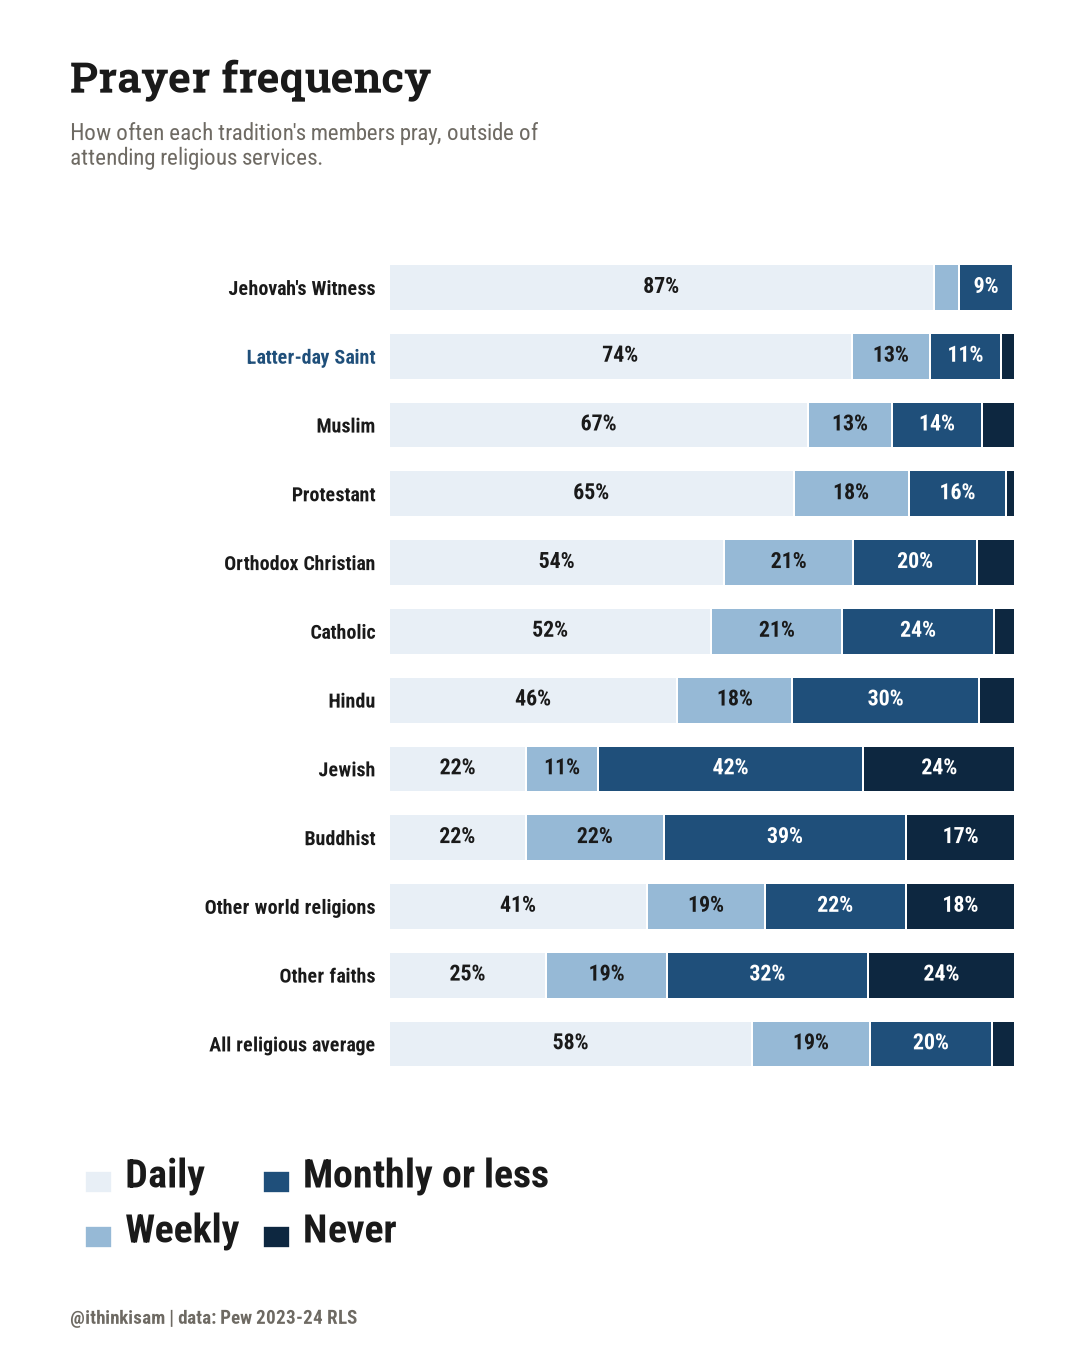 Prayer frequency
How often each tradition's members pray, outside of
attending religious services.
Jehovah's Witness 87% 9%
Latter-day Saint 74% 13% 11%
Muslim 67% 13% 14%
Protestant 65% 18% 16%
Orthodox Christian 54% 21% 20%
Catholic 52% 21% 24%
Hindu 46% 18% 30%
Jewish 22% 11% 42% 24%
Buddhist 22% 22% 39% 17%
Other world religions 41% 19% 22% 18%
Other faiths 25% 19% 32% 24%
All religious average 58% 19% 20%
Daily Monthly or less
Weekly Never
@ithinkisam | data: Pew 2023-24 RLS